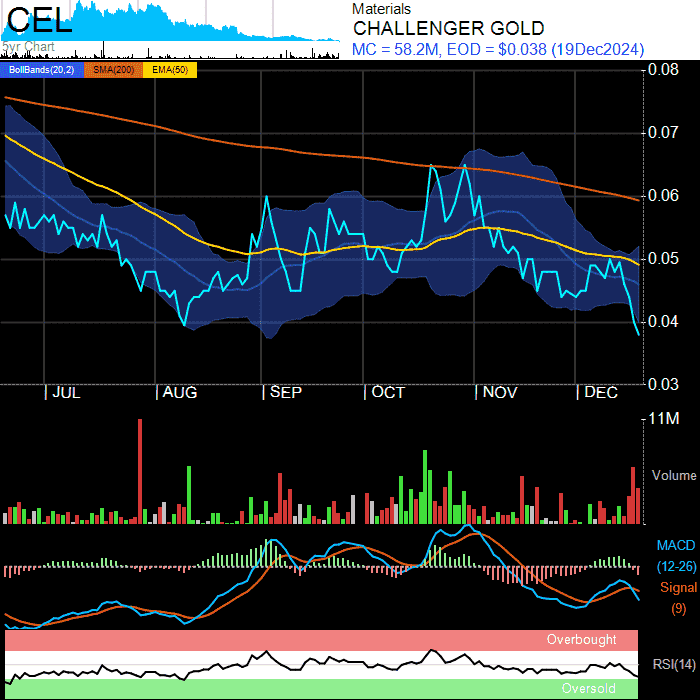 CEL
5yr Chart
Materials
CHALLENGER GOLD
MC = 58.2M, EOD = $0.038 (19Dec2024)
BollBands(20,2) SMA(200) EMA(50)
0.08
0.07
0.06
0.05
0.04
0.03
JUL AUG SEP OCT NOV DEC
11M
Volume
MACD
(12-26)
Signal
(9)
Overbought
RSI(14)
Oversold